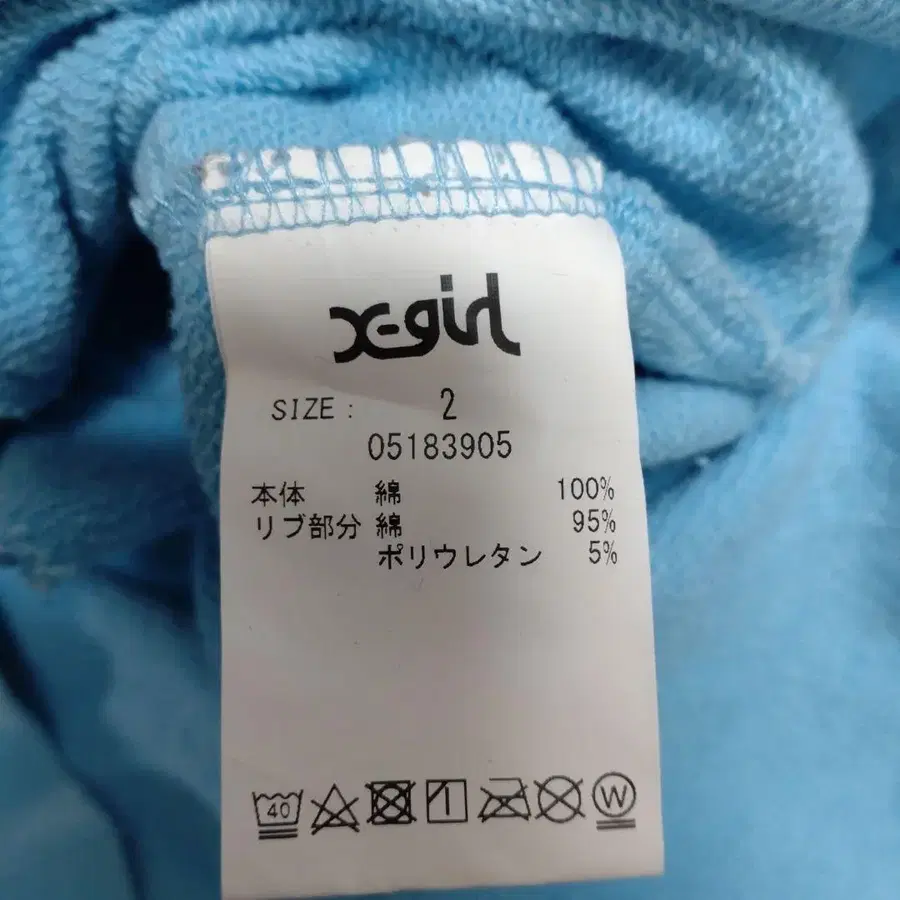 X-girl
SIZE : 2
05183905
本体 綿 100%
リブ部分 綿 95%
ポリウレタン 5%
40 W